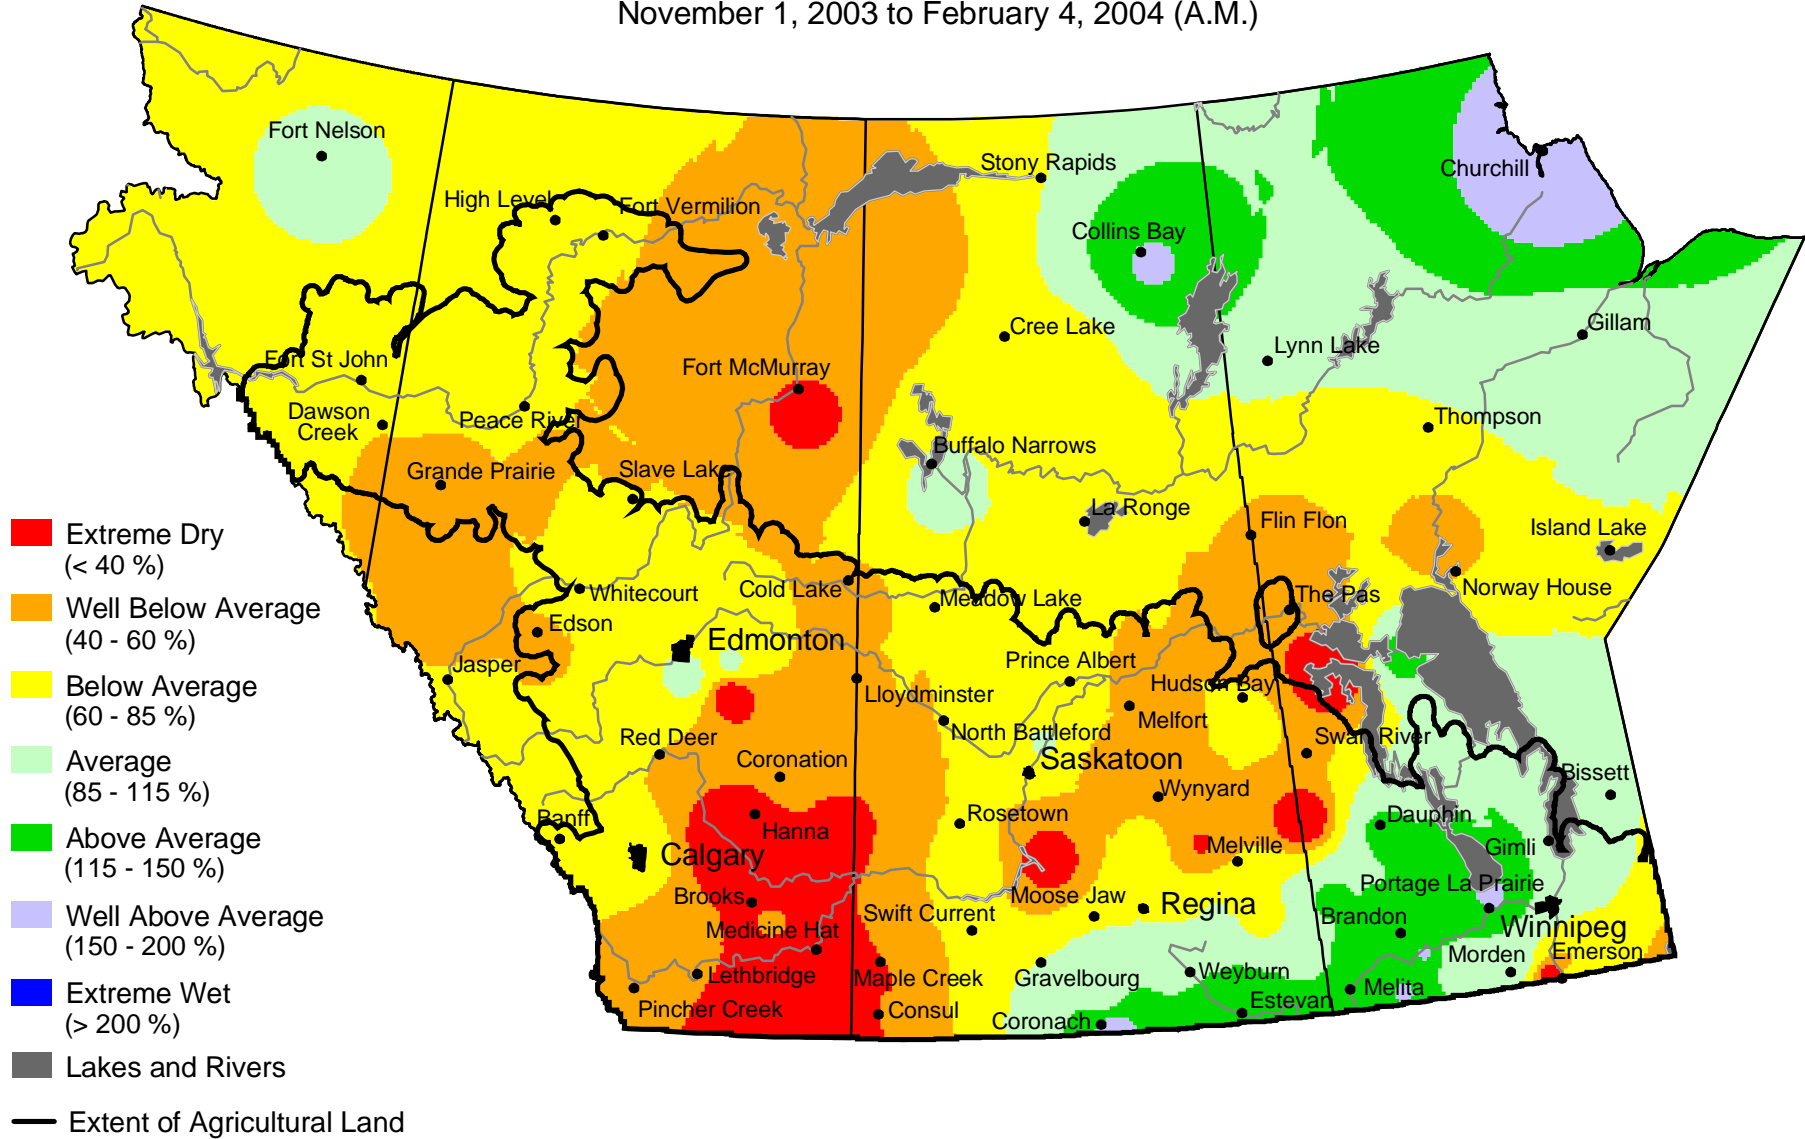 November 1, 2003 to February 4, 2004 (A.M.)
Fort Nelson
Stony Rapids
Churchill
High Level
Fort Vermilion
Collins Bay
Gillam
Cree Lake
Lynn Lake
Fort St John
Fort McMurray
Dawson
Creek
Peace River
Thompson
Buffalo Narrows
Grande Prairie
Slave Lake
La Ronge
Flin Flon
Island Lake
Whitecourt
Cold Lake
Meadow Lake
The Pas
Norway House
Edson
Edmonton
Jasper
Prince Albert
Hudson Bay
Lloydminster
Melfort
North Battleford
Red Deer
Swan River
Coronation
Saskatoon
Bissett
Wynyard
Banff
Hanna
Rosetown
Dauphin
Calgary
Melville
Gimli
Brooks
Moose Jaw
Portage La Prairie
Swift Current
Regina
Brandon
Medicine Hat
Winnipeg
Lethbridge
Maple Creek
Gravelbourg
Weyburn
Morden
Emerson
Pincher Creek
Consul
Coronach
Estevan
Melita
Extreme Dry
(< 40 %)
Well Below Average
(40 - 60 %)
Below Average
(60 - 85 %)
Average
(85 - 115 %)
Above Average
(115 - 150 %)
Well Above Average
(150 - 200 %)
Extreme Wet
(> 200 %)
Lakes and Rivers
Extent of Agricultural Land